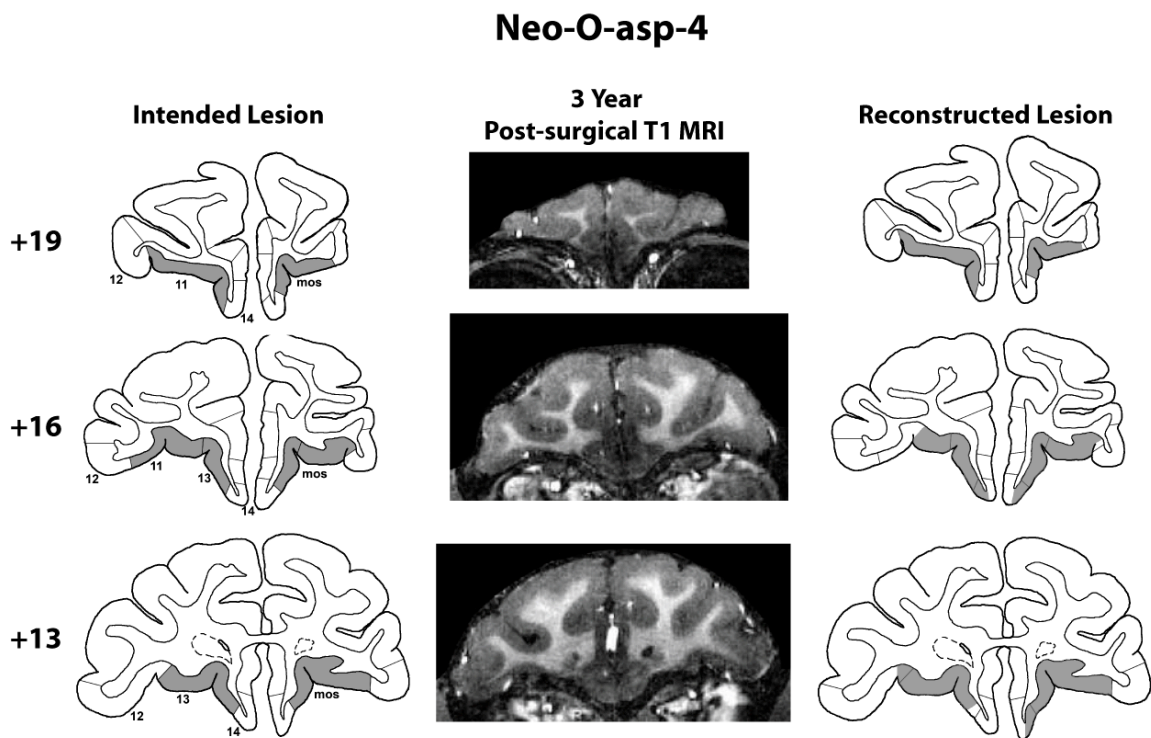 Neo-O-asp-4
Intended Lesion
3 Year
Post-surgical T1 MRI
Reconstructed Lesion
+19
12
11
mos
14
+16
12
11
13
mos
14
+13
12
13
mos
14